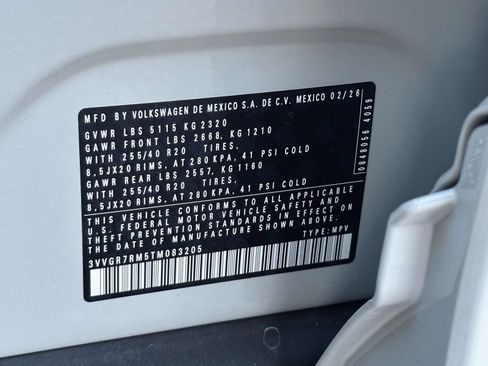 MFD BY VOLKSWAGEN DE MEXICO S.A. DE C.V. MEXICO 02/26
GVWR LBS 5115 KG 2320
GAWR FRONT LBS 2668, KG 1210
WITH 255/40 R20 TIRES.
8.5JX20 RIMS, AT 280 KPA, 41 PSI COLD
GAWR REAR LBS 2557, KG 1160
WITH 255/40 R20 TIRES.
8.5JX20 RIMS, AT 280 KPA, 41 PSI COLD
THIS VEHICLE CONFORMS TO ALL APPLICABLE
U.S. FEDERAL MOTOR VEHICLE SAFETY AND
THEFT PREVENTION STANDARDS IN EFFECT ON
THE DATE OF MANUFACTURE SHOWN ABOVE.
3VVGR7RM5TM083205 TYPE: MPV
0849056 4059